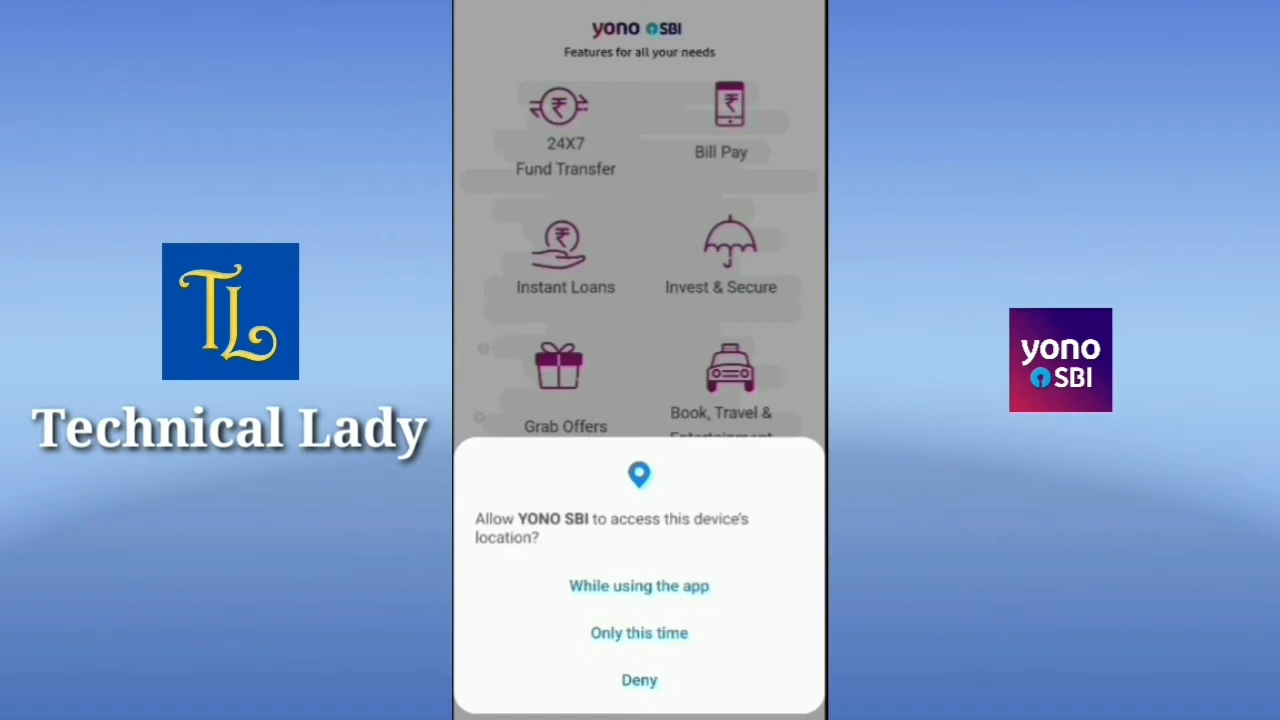 yono SBI
Features for all your needs
24X7
Fund Transfer
Bill Pay
Instant Loans
Invest & Secure
Grab Offers
Book, Travel &
Entertainment
Allow YONO SBI to access this device's
location?
While using the app
Only this time
Deny
TL
Technical Lady
yono
SBI